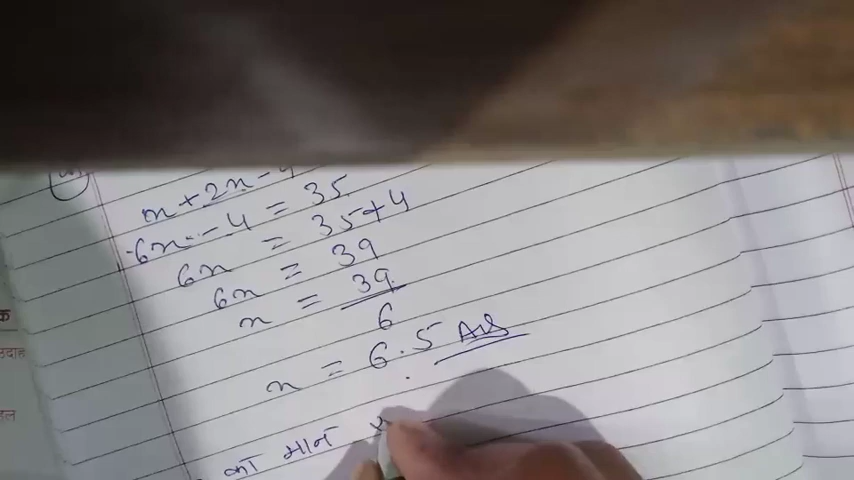 x + 2x - 4
6x - 4 = 35
6x = 35 + 4
6x = 39
x = 39
6
x = 6.5 Ans
का मान